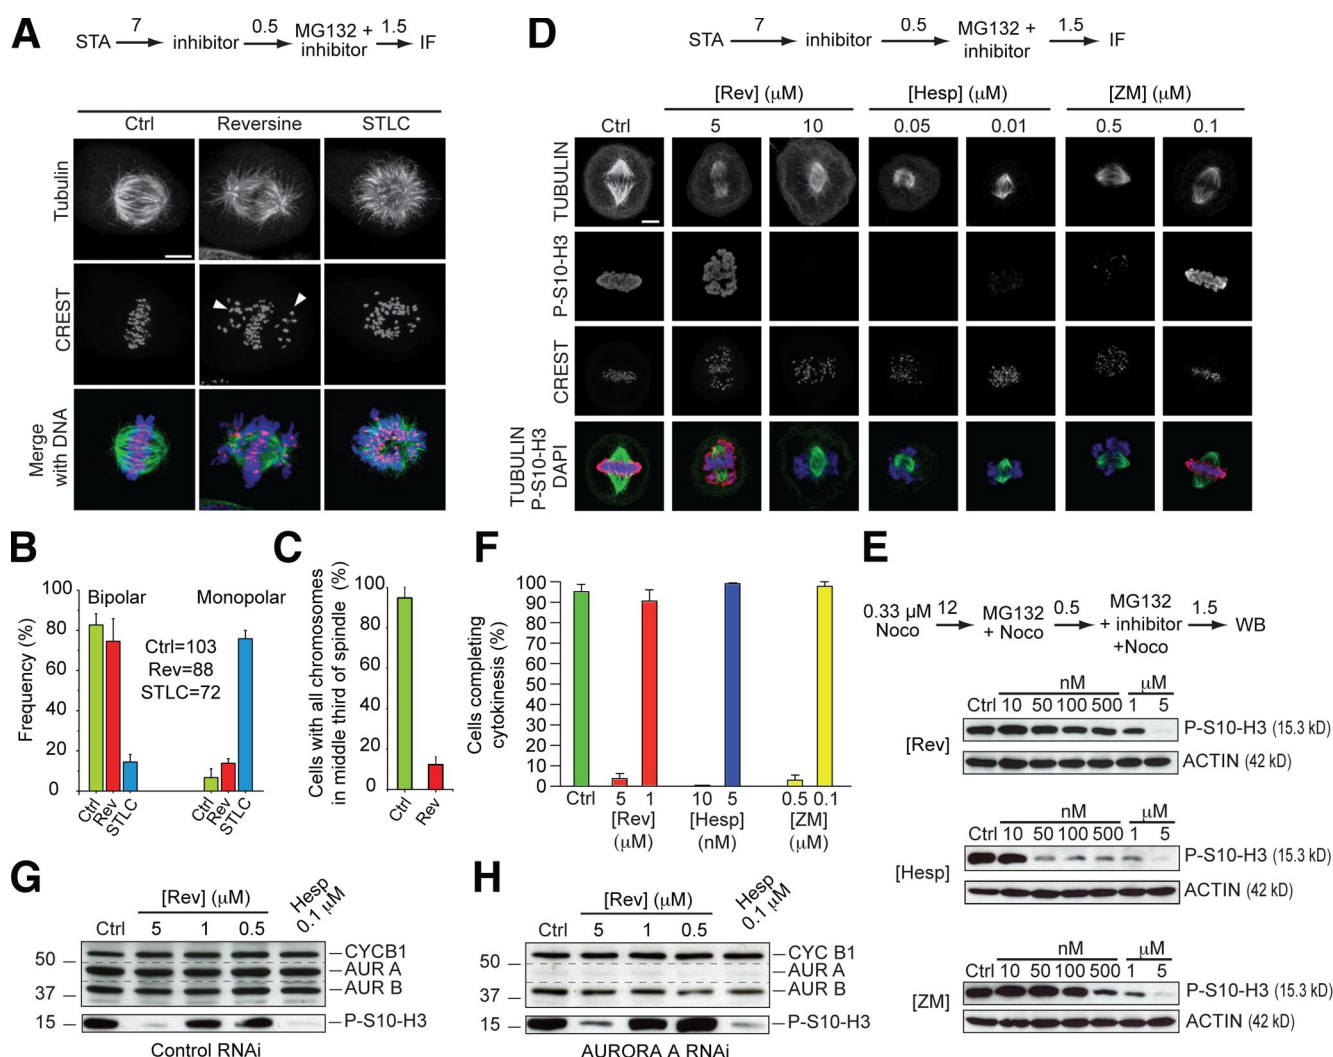 A
STA 7 inhibitor 0.5 MG132 + inhibitor 1.5 IF
Ctrl Reversine STLC
Tubulin
CREST
Merge with DNA
B
Bipolar Monopolar
Ctrl=103
Rev=88
STLC=72
Frequency (%)
100
80
60
40
20
0
Ctrl Rev STLC Ctrl Rev STLC
C
Cells with all chromosomes
in middle third of spindle (%)
100
80
60
40
20
0
Ctrl Rev
D
STA 7 inhibitor 0.5 MG132 + inhibitor 1.5 IF
[Rev] (μM) [Hesp] (μM) [ZM] (μM)
Ctrl 5 10 0.05 0.01 0.5 0.1
TUBULIN
P-S10-H3
CREST
TUBULIN
P-S10-H3
DAPI
F
Cells completing
cytokinesis (%)
100
90
80
70
60
50
40
30
20
10
0
Ctrl 5 1 10 5 0.5 0.1
[Rev] [Hesp] [ZM]
(μM) (nM) (μM)
E
0.33 μM Noco 12 MG132 + Noco 0.5 MG132 + inhibitor +Noco 1.5 WB
nM μM
Ctrl 10 50 100 500 1 5
[Rev]
P-S10-H3 (15.3 kD)
ACTIN (42 kD)
nM μM
Ctrl 10 50 100 500 1 5
[Hesp]
P-S10-H3 (15.3 kD)
ACTIN (42 kD)
nM μM
Ctrl 10 50 100 500 1 5
[ZM]
P-S10-H3 (15.3 kD)
ACTIN (42 kD)
G
[Rev] (μM) Hesp 0.1 μM
Ctrl 5 1 0.5
50
37
15
CYCB1
AUR A
AUR B
P-S10-H3
Control RNAi
H
[Rev] (μM) Hesp 0.1 μM
Ctrl 5 1 0.5
50
37
15
CYC B1
AUR A
AUR B
P-S10-H3
AURORA A RNAi